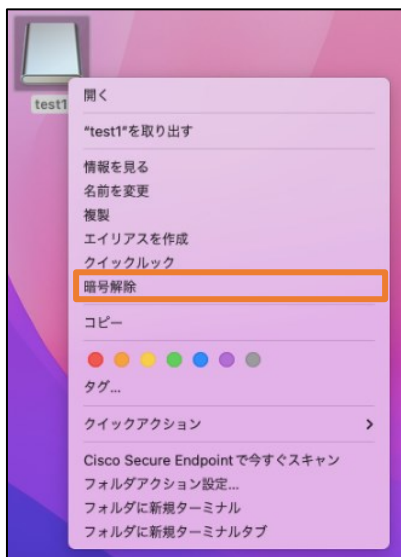 test1
開く
“test1”を取り出す
情報を見る
名前を変更
複製
エイリアスを作成
クイックルック
暗号解除
コピー
タグ...
クイックアクション
Cisco Secure Endpointで今すぐスキャン
フォルダアクション設定...
フォルダに新規ターミナル
フォルダに新規ターミナルタブ